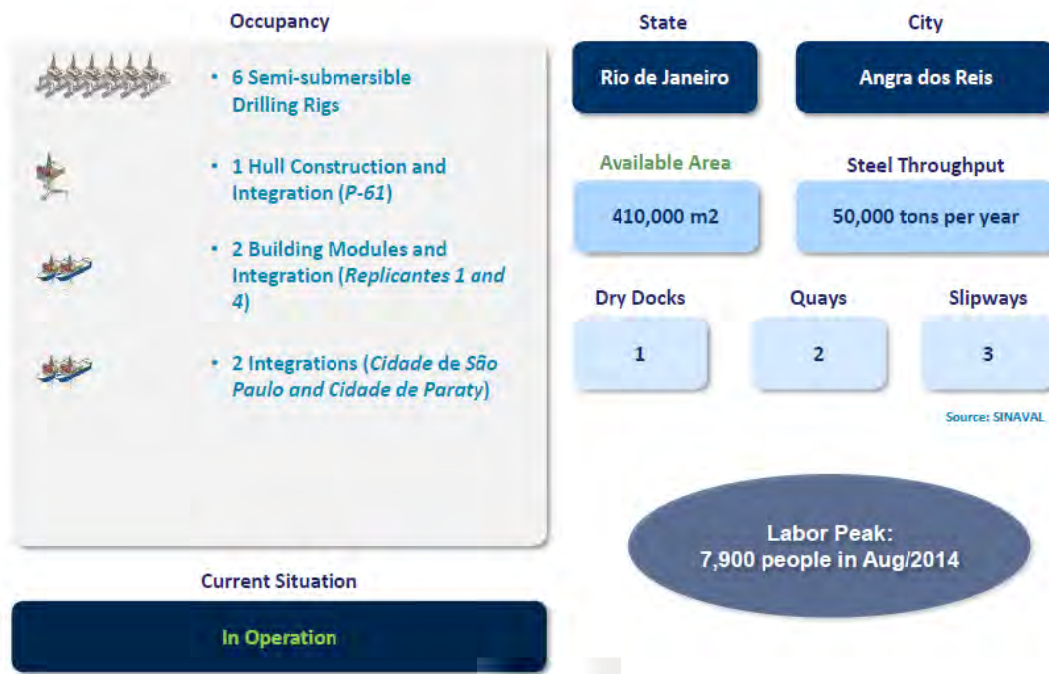 Occupancy
• 6 Semi-submersible
Drilling Rigs
• 1 Hull Construction and
Integration (P-61)
• 2 Building Modules and
Integration (Replicantes 1 and
4)
• 2 Integrations (Cidade de São
Paulo and Cidade de Paraty)
Current Situation
In Operation
State
City
Rio de Janeiro
Angra dos Reis
Available Area
Steel Throughput
410,000 m2
50,000 tons per year
Dry Docks
Quays
Slipways
1
2
3
Source: SINAVAL
Labor Peak:
7,900 people in Aug/2014